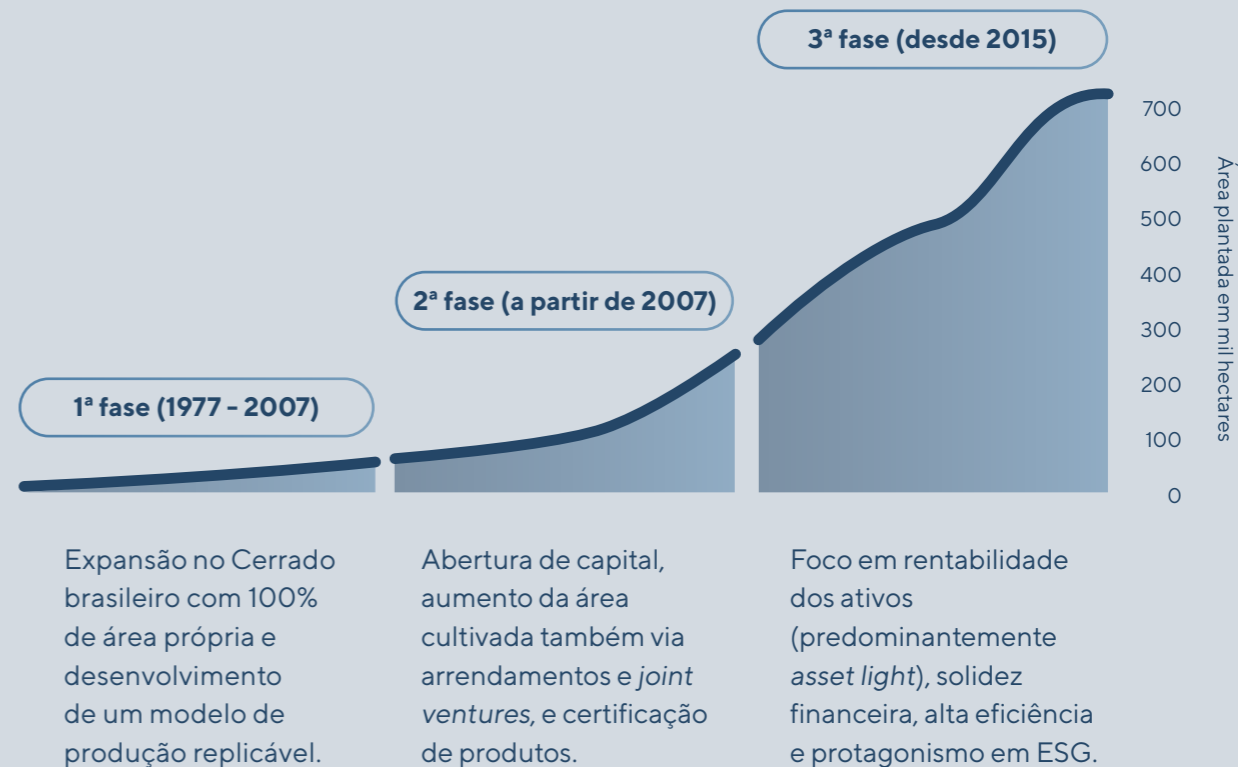 3ª fase (desde 2015)
2ª fase (a partir de 2007)
1ª fase (1977 - 2007)
700
600
500
400
300
200
100
0
Área plantada em mil hectares
Expansão no Cerrado
brasileiro com 100%
de área própria e
desenvolvimento
de um modelo de
produção replicável.
Abertura de capital,
aumento da área
cultivada também via
arrendamentos e joint
ventures, e certificação
de produtos.
Foco em rentabilidade
dos ativos
(predominantemente
asset light), solidez
financeira, alta eficiência
e protagonismo em ESG.